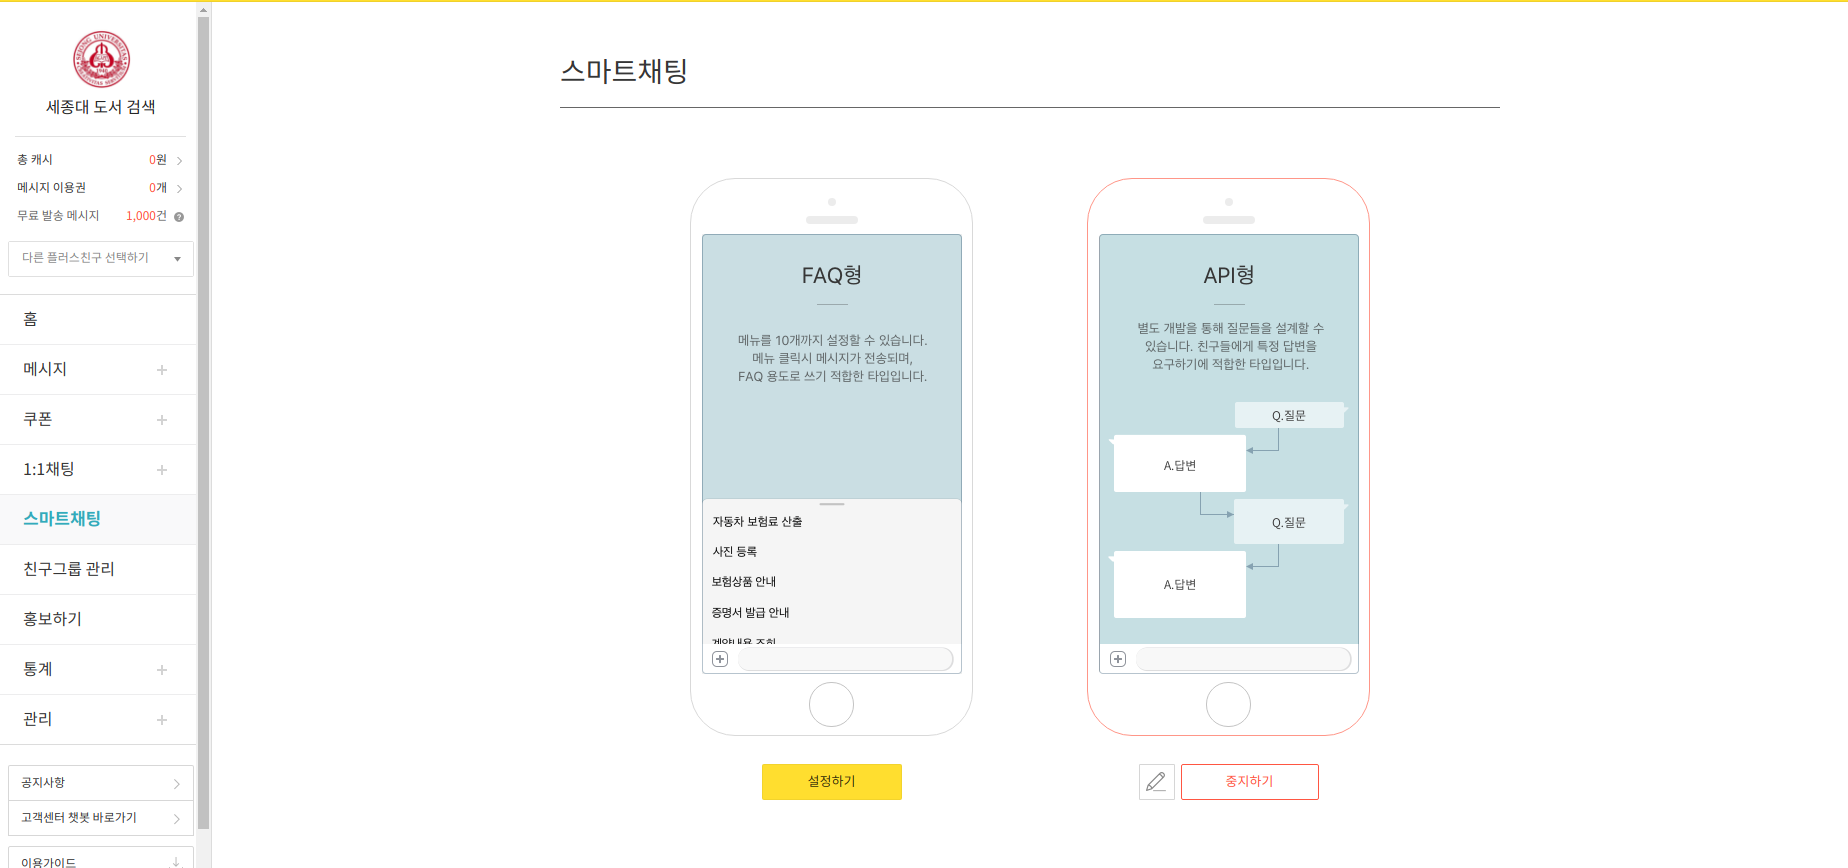 세종대 도서 검색
총 캐시 0원
메시지 이용권 0개
무료 발송 메시지 1,000건
다른 플러스친구 선택하기
홈
메시지
쿠폰
1:1채팅
스마트채팅
친구그룹 관리
홍보하기
통계
관리
공지사항
고객센터 챗봇 바로가기
이용가이드
스마트채팅
FAQ형
메뉴를 10개까지 설정할 수 있습니다.
메뉴 클릭시 메시지가 전송되며,
FAQ 용도로 쓰기 적합한 타입입니다.
자동차 보험료 산출
사진 등록
보험상품 안내
증명서 발급 안내
계약내용 조회
설정하기
API형
별도 개발을 통해 질문들을 설계할 수
있습니다. 친구들에게 특정 답변을
요구하기에 적합한 타입입니다.
Q.질문
A.답변
Q.질문
A.답변
중지하기